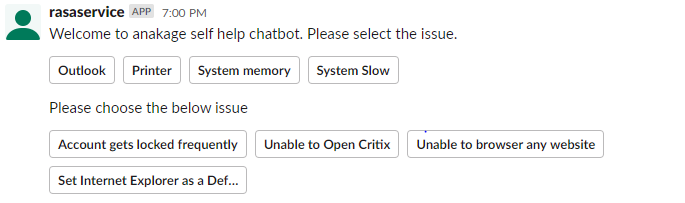 rasaservice APP 7:00 PM
Welcome to anakage self help chatbot. Please select the issue.
Outlook Printer System memory System Slow
Please choose the below issue
Account gets locked frequently Unable to Open Critix Unable to browser any website
Set Internet Explorer as a Def...